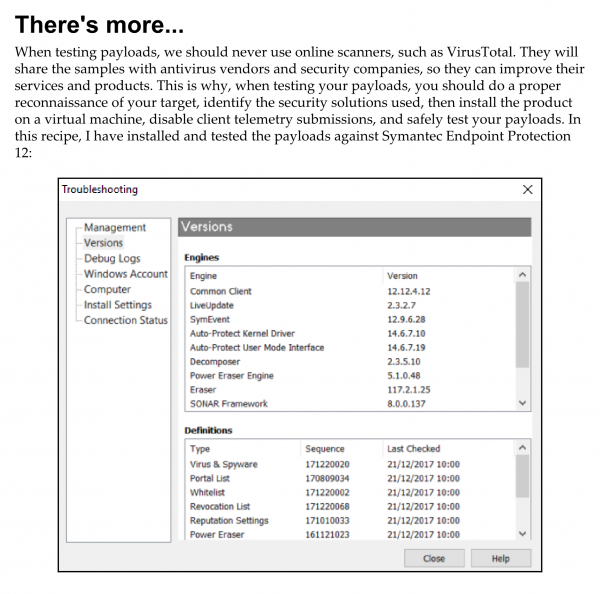 There's more...
When testing payloads, we should never use online scanners, such as VirusTotal. They will
share the samples with antivirus vendors and security companies, so they can improve their
services and products. This is why, when testing your payloads, you should do a proper
reconnaissance of your target, identify the security solutions used, then install the product
on a virtual machine, disable client telemetry submissions, and safely test your payloads. In
this recipe, I have installed and tested the payloads against Symantec Endpoint Protection
12:
Troubleshooting
Management
Versions
Debug Logs
Windows Account
Computer
Install Settings
Connection Status
Versions
Engines
Engine Version
Common Client 12.12.4.12
LiveUpdate 2.3.2.7
SymEvent 12.9.6.28
Auto-Protect Kernel Driver 14.6.7.10
Auto-Protect User Mode Interface 14.6.7.19
Decomposer 2.3.5.10
Power Eraser Engine 5.1.0.48
Eraser 117.2.1.25
SONAR Framework 8.0.0.137
Definitions
Type Sequence Last Checked
Virus & Spyware 171220020 21/12/2017 10:00
Portal List 170809034 21/12/2017 10:00
Whitelist 171220002 21/12/2017 10:00
Revocation List 171220068 21/12/2017 10:00
Reputation Settings 171010033 21/12/2017 10:00
Power Eraser 161121023 21/12/2017 10:00
Close Help